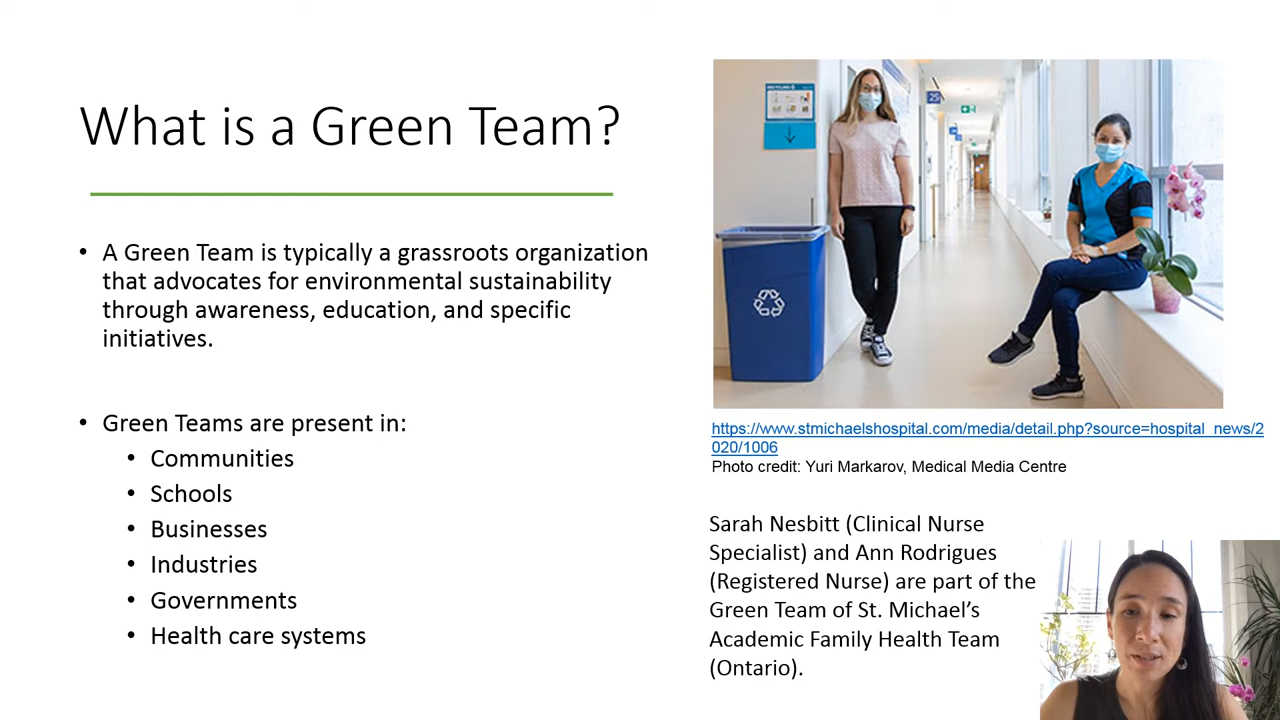 What is a Green Team?
• A Green Team is typically a grassroots organization
that advocates for environmental sustainability
through awareness, education, and specific
initiatives.
• Green Teams are present in:
• Communities
• Schools
• Businesses
• Industries
• Governments
• Health care systems
25
https://www.stmichaelshospital.com/media/detail.php?source=hospital_news/2
020/1006
Photo credit: Yuri Markarov, Medical Media Centre
Sarah Nesbitt (Clinical Nurse
Specialist) and Ann Rodrigues
(Registered Nurse) are part of the
Green Team of St. Michael’s
Academic Family Health Team
(Ontario).